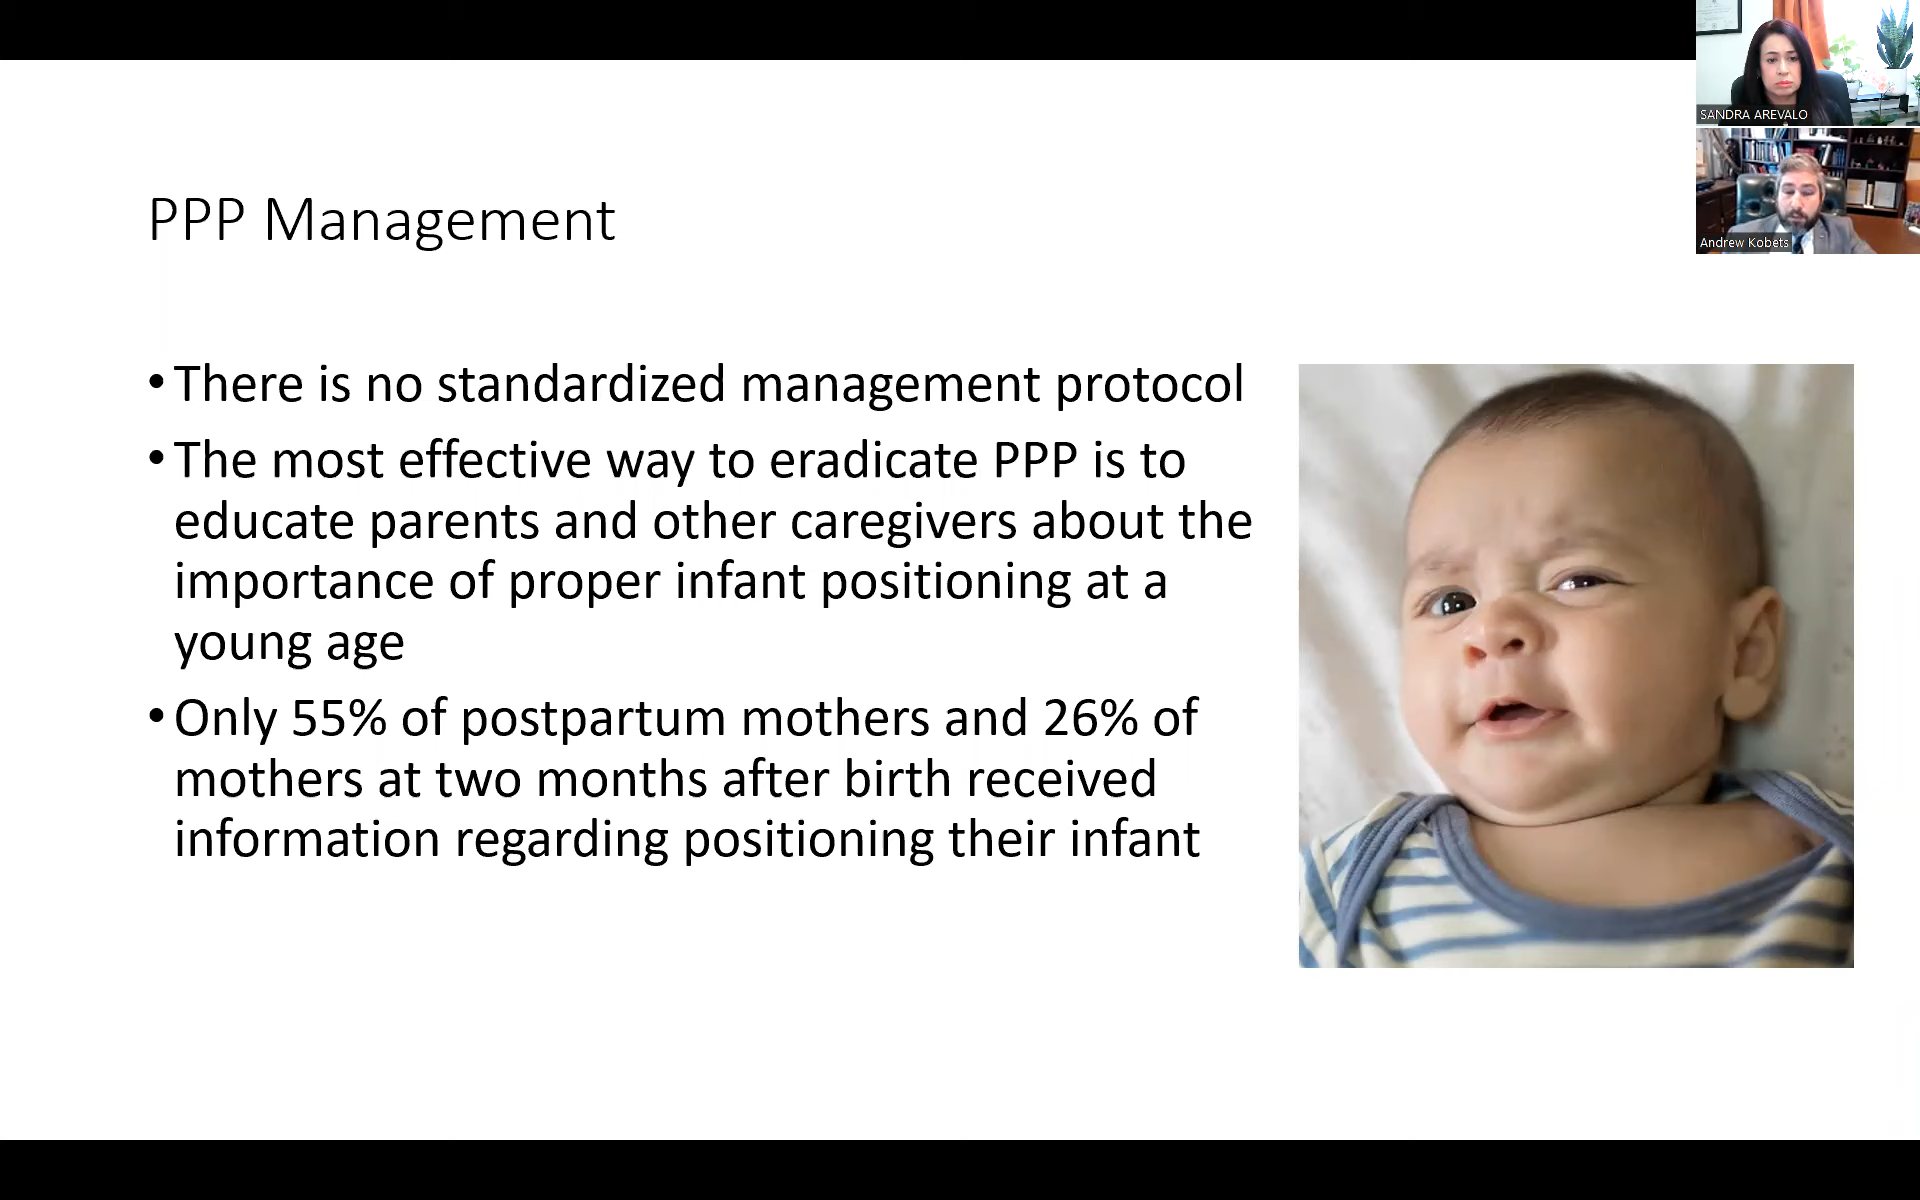 SANDRA AREVALO
Andrew Kobets
PPP Management
• There is no standardized management protocol
• The most effective way to eradicate PPP is to
educate parents and other caregivers about the
importance of proper infant positioning at a
young age
• Only 55% of postpartum mothers and 26% of
mothers at two months after birth received
information regarding positioning their infant